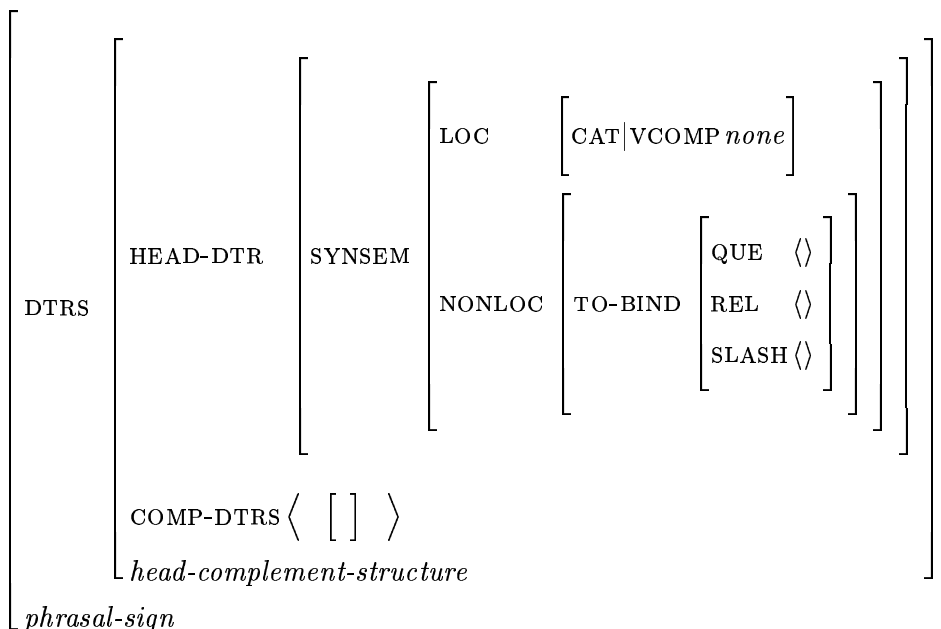 LOC [CAT|VCOMP none]
HEAD-DTR SYNSEM QUE ⟨⟩
DTRS NONLOC TO-BIND REL ⟨⟩
SLASH ⟨⟩
COMP-DTRS ⟨ [ ] ⟩
head-complement-structure
phrasal-sign